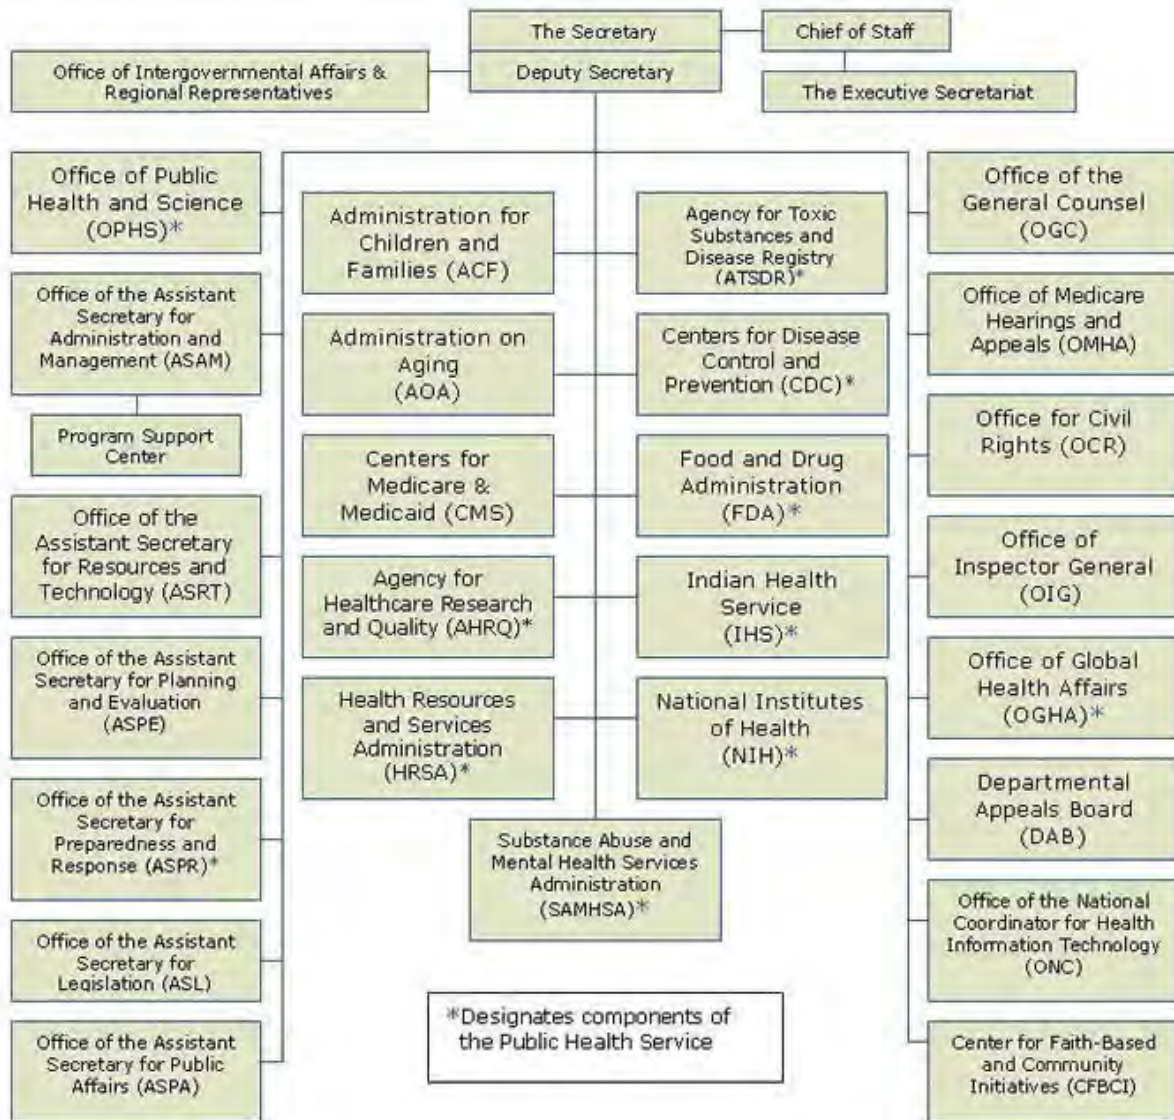 The Secretary
Deputy Secretary
Chief of Staff
The Executive Secretariat
Office of Intergovernmental Affairs &
Regional Representatives
Office of Public
Health and Science
(OPHS)*
Office of the Assistant
Secretary for
Administration and
Management (ASAM)
Program Support
Center
Office of the
Assistant Secretary
for Resources and
Technology (ASRT)
Office of the Assistant
Secretary for Planning
and Evaluation
(ASPE)
Office of the Assistant
Secretary for
Preparedness and
Response (ASPR)*
Office of the Assistant
Secretary for
Legislation (ASL)
Office of the Assistant
Secretary for Public
Affairs (ASPA)
Administration for
Children and
Families (ACF)
Administration on
Aging
(AOA)
Centers for
Medicare &
Medicaid (CMS)
Agency for
Healthcare Research
and Quality (AHRQ)*
Health Resources
and Services
Administration
(HRSA)*
Agency for Toxic
Substances and
Disease Registry
(ATSDR)*
Centers for Disease
Control and
Prevention (CDC)*
Food and Drug
Administration
(FDA)*
Indian Health
Service
(IHS)*
National Institutes
of Health
(NIH)*
Substance Abuse and
Mental Health Services
Administration
(SAMHSA)*
Office of the
General Counsel
(OGC)
Office of Medicare
Hearings and
Appeals (OMHA)
Office for Civil
Rights (OCR)
Office of
Inspector General
(OIG)
Office of Global
Health Affairs
(OGHA)*
Departmental
Appeals Board
(DAB)
Office of the National
Coordinator for Health
Information Technology
(ONC)
Center for Faith-Based
and Community
Initiatives (CFBCI)
*Designates components of
the Public Health Service